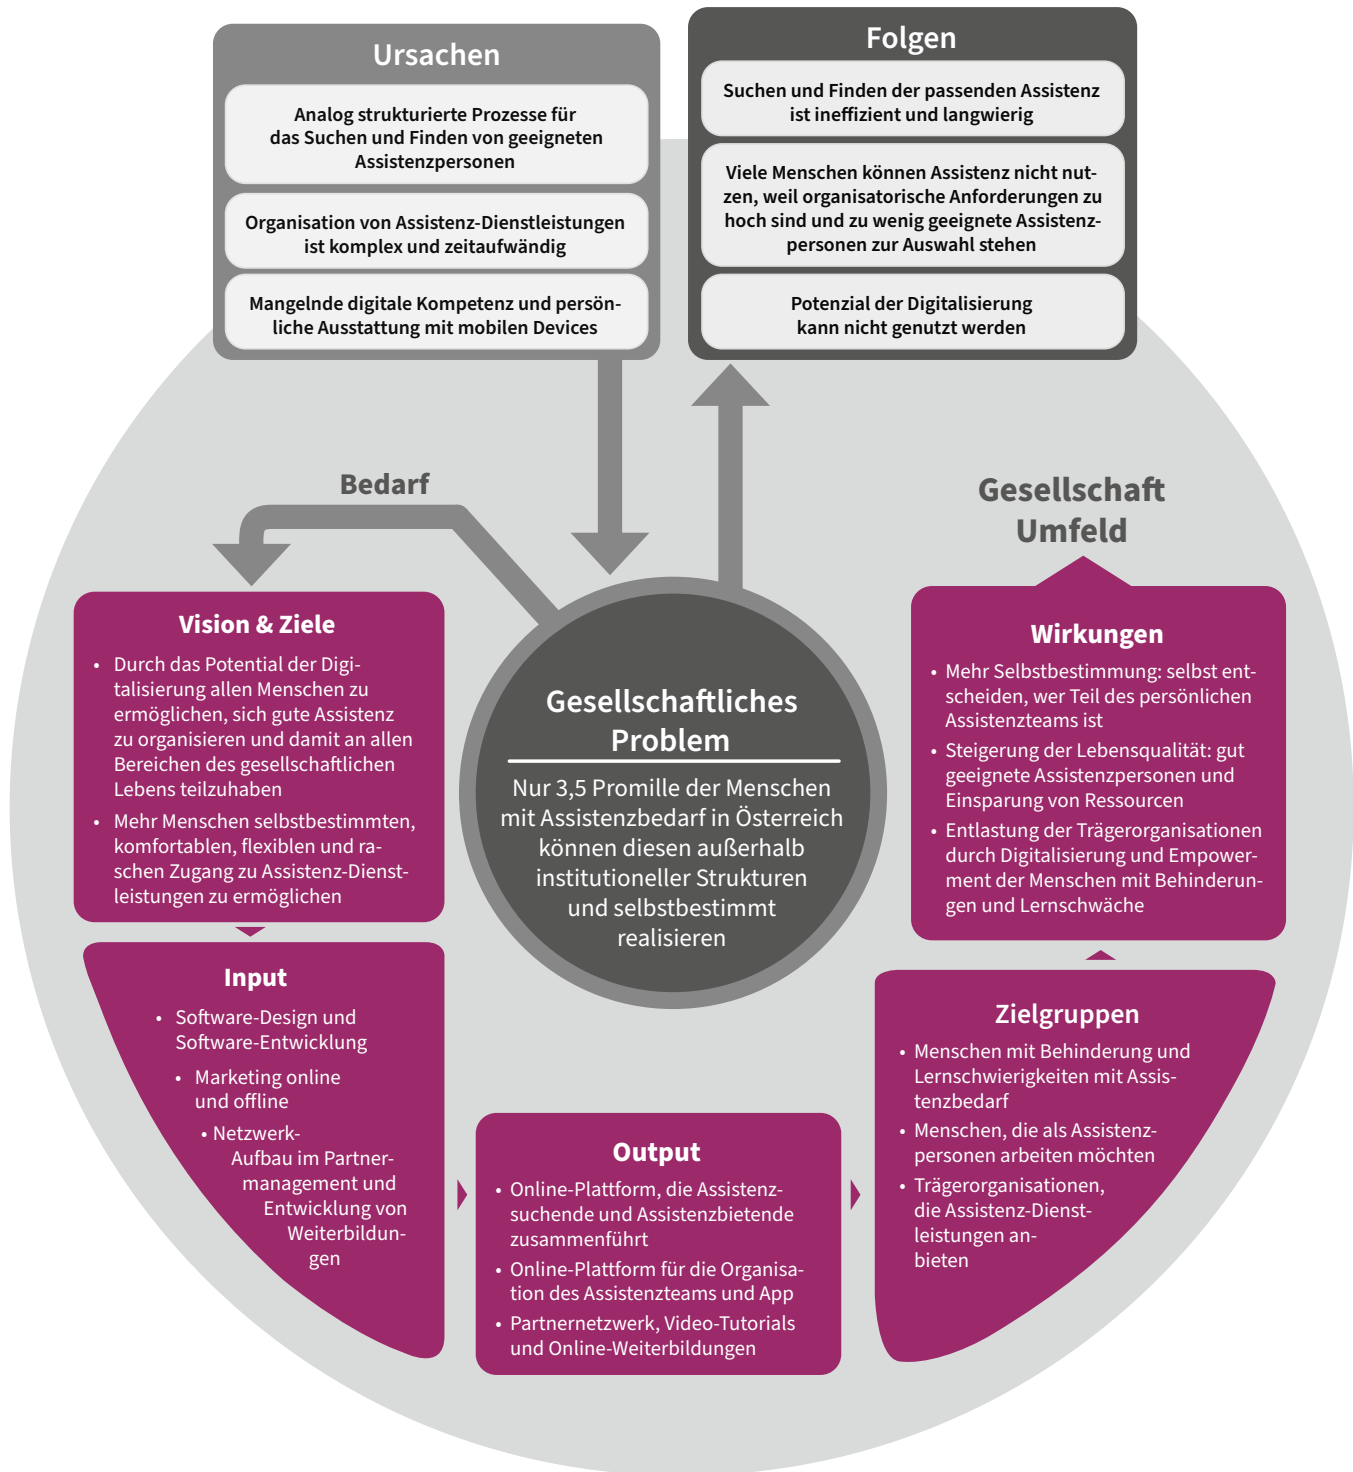 Ursachen
Analog strukturierte Prozesse für
das Suchen und Finden von geeigneten
Assistenzpersonen
Organisation von Assistenz-Dienstleistungen
ist komplex und zeitaufwändig
Mangelnde digitale Kompetenz und persön-
liche Ausstattung mit mobilen Devices
Folgen
Suchen und Finden der passenden Assistenz
ist ineffizient und langwierig
Viele Menschen können Assistenz nicht nut-
zen, weil organisatorische Anforderungen zu
hoch sind und zu wenig geeignete Assistenz-
personen zur Auswahl stehen
Potenzial der Digitalisierung
kann nicht genutzt werden
Bedarf
Gesellschaft
Umfeld
Gesellschaftliches
Problem
Nur 3,5 Promille der Menschen
mit Assistenzbedarf in Österreich
können diesen außerhalb
institutioneller Strukturen
und selbstbestimmt
realisieren
Vision & Ziele
• Durch das Potential der Digi-
talisierung allen Menschen zu
ermöglichen, sich gute Assistenz
zu organisieren und damit an allen
Bereichen des gesellschaftlichen
Lebens teilzuhaben
• Mehr Menschen selbstbestimmten,
komfortablen, flexiblen und ra-
schen Zugang zu Assistenz-Dienst-
leistungen zu ermöglichen
Input
• Software-Design und
Software-Entwicklung
• Marketing online
und offline
• Netzwerk-
Aufbau im Partner-
management und
Entwicklung von
Weiterbildun-
gen
Output
• Online-Plattform, die Assistenz-
suchende und Assistenzbietende
zusammenführt
• Online-Plattform für die Organisa-
tion des Assistenzteams und App
• Partnernetzwerk, Video-Tutorials
und Online-Weiterbildungen
Zielgruppen
• Menschen mit Behinderung und
Lernschwierigkeiten mit Assis-
tenzbedarf
• Menschen, die als Assistenz-
personen arbeiten möchten
• Trägerorganisationen,
die Assistenz-Dienst-
leistungen an-
bieten
Wirkungen
• Mehr Selbstbestimmung: selbst ent-
scheiden, wer Teil des persönlichen
Assistenzteams ist
• Steigerung der Lebensqualität: gut
geeignete Assistenzpersonen und
Einsparung von Ressourcen
• Entlastung der Trägerorganisationen
durch Digitalisierung und Empower-
ment der Menschen mit Behinderun-
gen und Lernschwäche